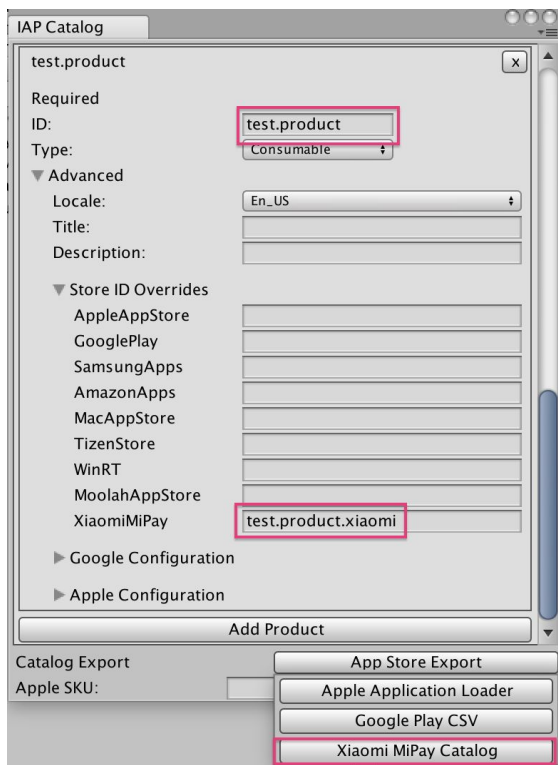 IAP Catalog
test.product
x
Required
ID: test.product
Type: Consumable
Advanced
Locale: En_US
Title:
Description:
Store ID Overrides
AppleAppStore
GooglePlay
SamsungApps
AmazonApps
MacAppStore
TizenStore
WinRT
MoolahAppStore
XiaomiMiPay test.product.xiaomi
Google Configuration
Apple Configuration
Add Product
Catalog Export App Store Export
Apple SKU: Apple Application Loader
Google Play CSV
Xiaomi MiPay Catalog